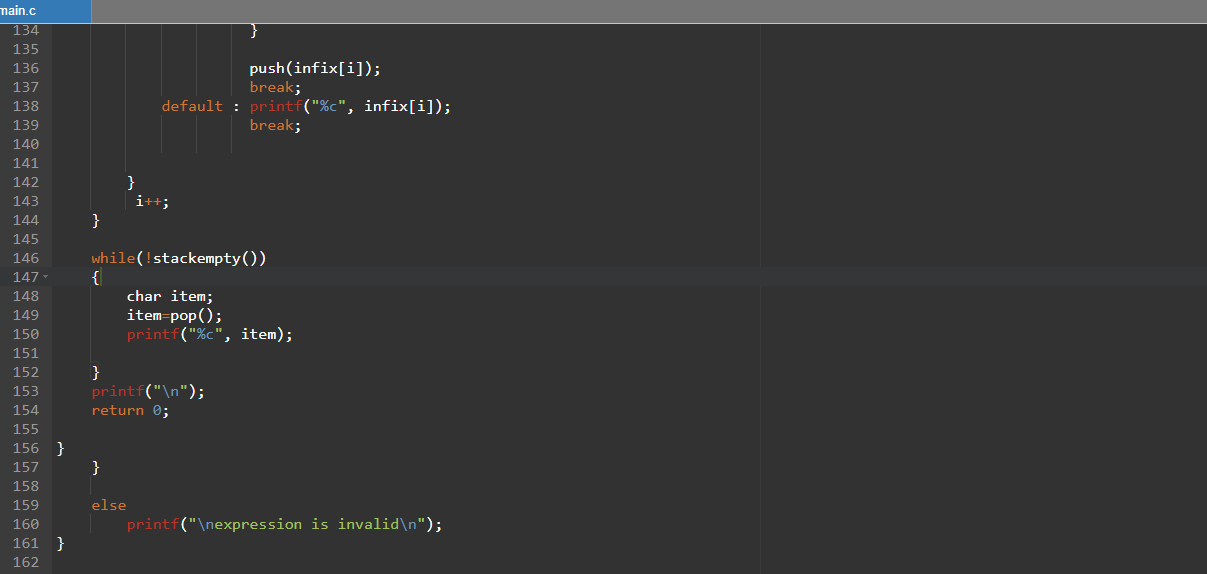 main.c
134 }
135
136 push(infix[i]);
137 break;
138 default : printf("%c", infix[i]);
139 break;
140
141
142 }
143 i++;
144 }
145
146 while(!stackempty())
147 {
148 char item;
149 item=pop();
150 printf("%c", item);
151
152 }
153 printf("\n");
154 return 0;
155
156 }
157 }
158
159 else
160 printf("\nexpression is invalid\n");
161 }
162